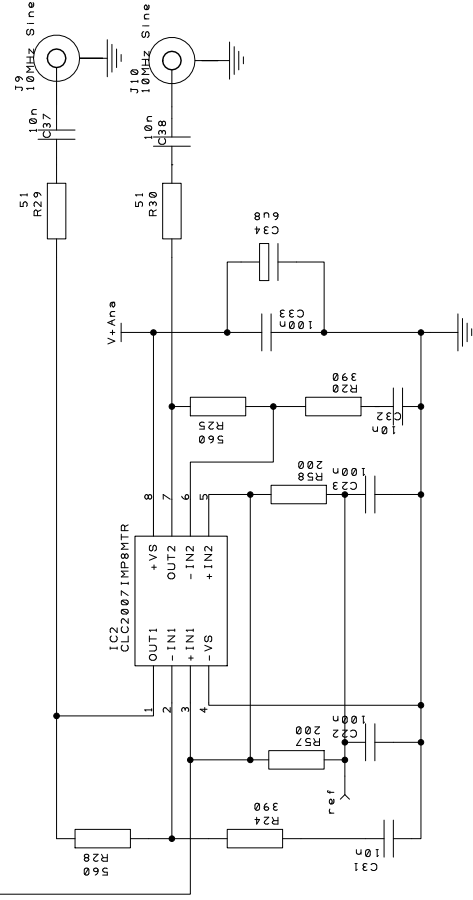 J9
10MHz Sine
J10
10MHz Sine
10n
C37
10n
C38
51
R29
51
R30
6u8
C34
V+Ana
C33
100n
R25
560
390
R20
C32
10n
200
R58
100n
C23
8
7
6
5
IC2
CLC2007IMP8MTR
+VS
OUT2
-IN2
+IN2
OUT1
-IN1
+IN1
-VS
1
2
3
4
100n
C22
R57
200
ref
390
R24
R28
560
10n
C31